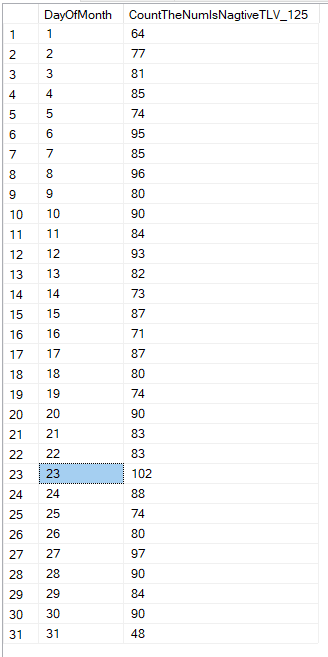 DayOfMonth CountTheNumIsNagtiveTLV_125
1 1 64
2 2 77
3 3 81
4 4 85
5 5 74
6 6 95
7 7 85
8 8 96
9 9 80
10 10 90
11 11 84
12 12 93
13 13 82
14 14 73
15 15 87
16 16 71
17 17 87
18 18 80
19 19 74
20 20 90
21 21 83
22 22 83
23 23 102
24 24 88
25 25 74
26 26 80
27 27 97
28 28 90
29 29 84
30 30 90
31 31 48